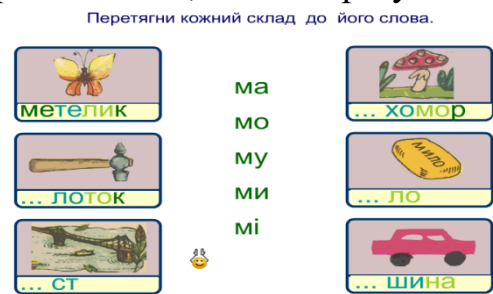 Перетягни кожний склад до його слова.
метелик
... лоток
... ст
ма
мо
му
ми
мі
... хомор
МИЛО
... ло
... шина